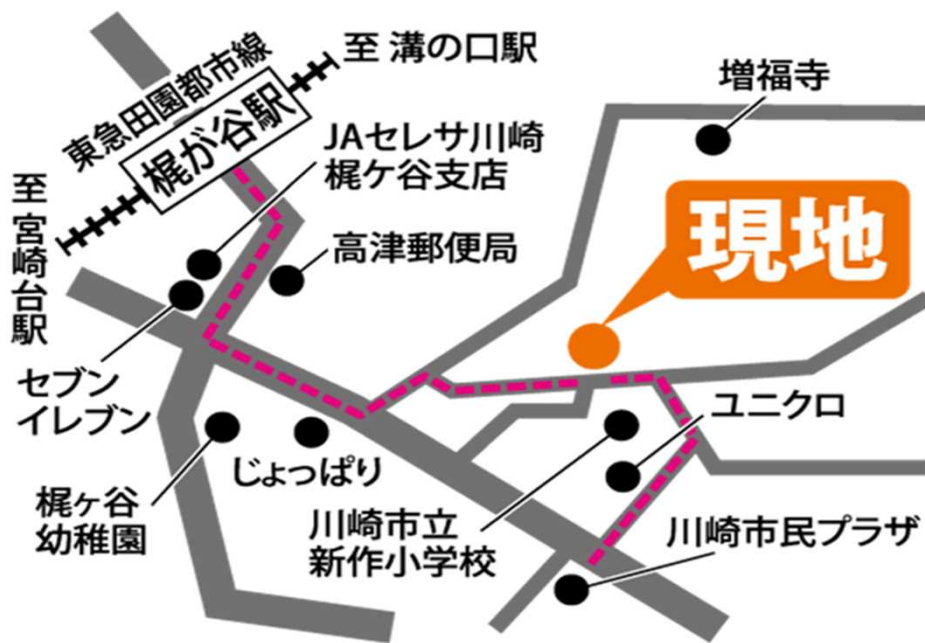 東急田園都市線
梶が谷駅
至 溝の口駅
至宮崎台駅
JAセレサ川崎
梶ケ谷支店
高津郵便局
増福寺
現地
セブン
イレブン
じょっぱり
ユニクロ
梶ヶ谷
幼稚園
川崎市立
新作小学校
川崎市民プラザ